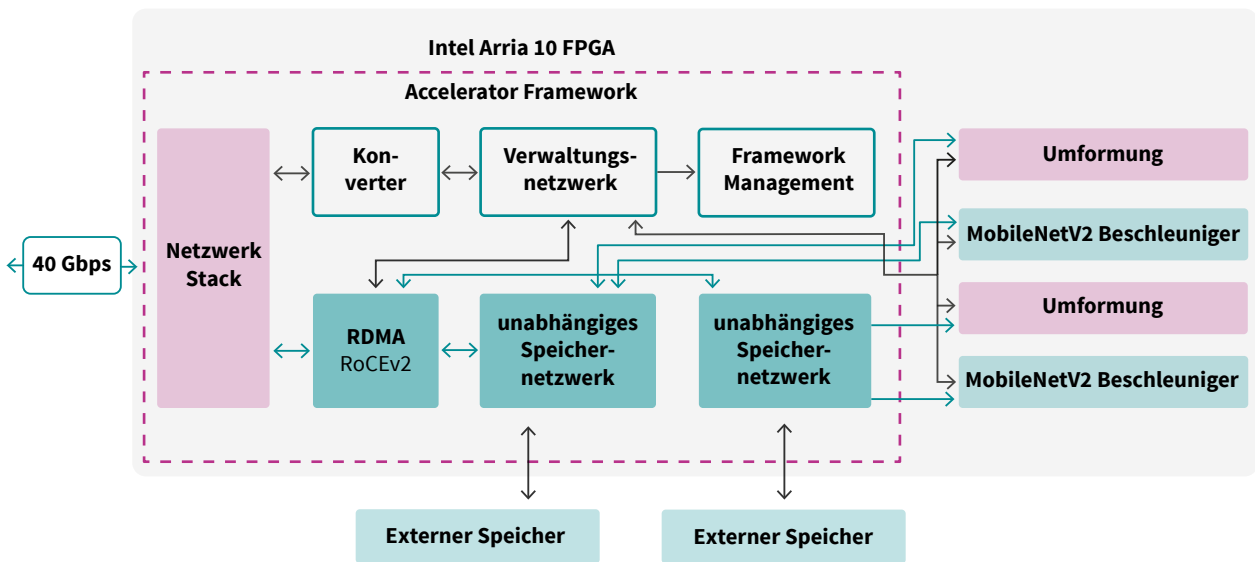 Intel Arria 10 FPGA
Accelerator Framework
40 Gbps
Netzwerk
Stack
Kon-
verter
Verwaltungs-
netzwerk
Framework
Management
RDMA
RoCEv2
unabhängiges
Speicher-
netzwerk
unabhängiges
Speicher-
netzwerk
Umformung
MobileNetV2 Beschleuniger
Umformung
MobileNetV2 Beschleuniger
Externer Speicher
Externer Speicher